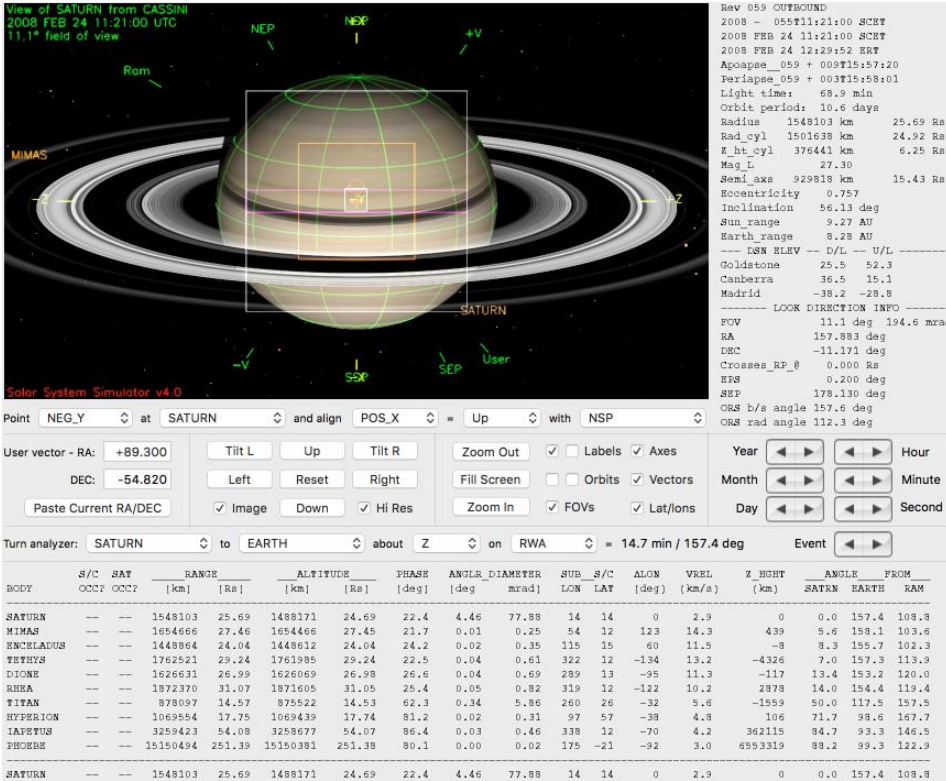 View of SATURN from CASSINI
2008 FEB 24 11:21:00 UTC
11.1° field of view
NEP
+V
Ram
MIMAS
-Z
+Z
SATURN
-V
SEP
User
Solar System Simulator v4.0
Rev 059 OUTBOUND
2008 - 055T11:21:00 SCET
2008 FEB 24 11:21:00 SCET
2008 FEB 24 12:29:52 ERT
Apoapse__059 + 009T15:57:20
Periapse_059 + 003T15:58:01
Light time: 68.9 min
Orbit period: 10.6 days
Radius 1548103 km 25.69 Rs
Rad_cyl 1501638 km 24.92 Rs
Z_ht_cyl 376441 km 6.25 Rs
Mag_L 27.30
Semi_axs 929818 km 15.43 Rs
Eccentricity 0.757
Inclination 56.13 deg
Sun_range 9.27 AU
Earth_range 8.28 AU
--- DSN ELEV -- D/L -- U/L -------
Goldstone 25.5 52.3
Canberra 36.5 15.1
Madrid -38.2 -28.8
------- LOOK DIRECTION INFO -------
FOV 11.1 deg 194.6 mrad
RA 157.883 deg
DEC -11.171 deg
Crosses_RP_@ 0.000 Rs
EPS 0.200 deg
SEP 178.130 deg
ORS b/s angle 157.6 deg
ORS rad angle 112.3 deg
Point NEG_Y at SATURN and align POS_X = Up with NSP
User vector - RA: +89.300 Tilt L Up Tilt R Zoom Out Labels Axes Year Hour
DEC: -54.820 Left Reset Right Fill Screen Orbits Vectors Month Minute
Paste Current RA/DEC Image Down Hi Res Zoom In FOVs Lat/lons Day Second
Turn analyzer: SATURN to EARTH about Z on RWA = 14.7 min / 157.4 deg Event
S/C SAT RANGE ALTITUDE PHASE ANGLR_DIAMETER SUB_S/C ΔLON VREL Z_HGHT ANGLE FROM
BODY OCC? OCC? [km] [Rs] [km] [Rs] [deg] [deg mrad] LON LAT [deg] (km/s) (km) SATRN EARTH RAM
SATURN -- -- 1548103 25.69 1488171 24.69 22.4 4.46 77.88 14 14 0 2.9 0 0.0 157.4 108.8
MIMAS -- -- 1654666 27.46 1654466 27.45 21.7 0.01 0.25 54 12 123 14.3 439 5.6 158.1 103.6
ENCELADUS -- -- 1448864 24.04 1448612 24.04 24.2 0.02 0.35 115 15 60 11.5 -8 8.3 155.7 102.3
TETHYS -- -- 1762521 29.24 1761985 29.24 22.5 0.04 0.61 322 12 -134 13.2 -4326 7.0 157.3 113.9
DIONE -- -- 1626631 26.99 1626069 26.98 26.6 0.04 0.69 289 13 -95 11.3 -117 13.4 153.2 120.0
RHEA -- -- 1872370 31.07 1871605 31.05 25.4 0.05 0.82 319 12 -122 10.2 2878 14.0 154.4 119.4
TITAN -- -- 878097 14.57 875522 14.53 62.3 0.34 5.86 260 26 -32 5.6 -1559 50.0 117.5 157.5
HYPERION -- -- 1069554 17.75 1069439 17.74 81.2 0.02 0.31 97 57 -38 4.8 106 71.7 98.6 167.7
IAPETUS -- -- 3259423 54.08 3258677 54.07 86.4 0.03 0.46 338 12 -70 4.2 362115 84.7 93.3 146.5
PHOEBE -- -- 15150494 251.39 15150381 251.38 80.1 0.00 0.02 175 -21 -92 3.0 6553319 88.2 99.3 122.9
SATURN -- -- 1548103 25.69 1488171 24.69 22.4 4.46 77.88 14 14 0 2.9 0 0.0 157.4 108.8